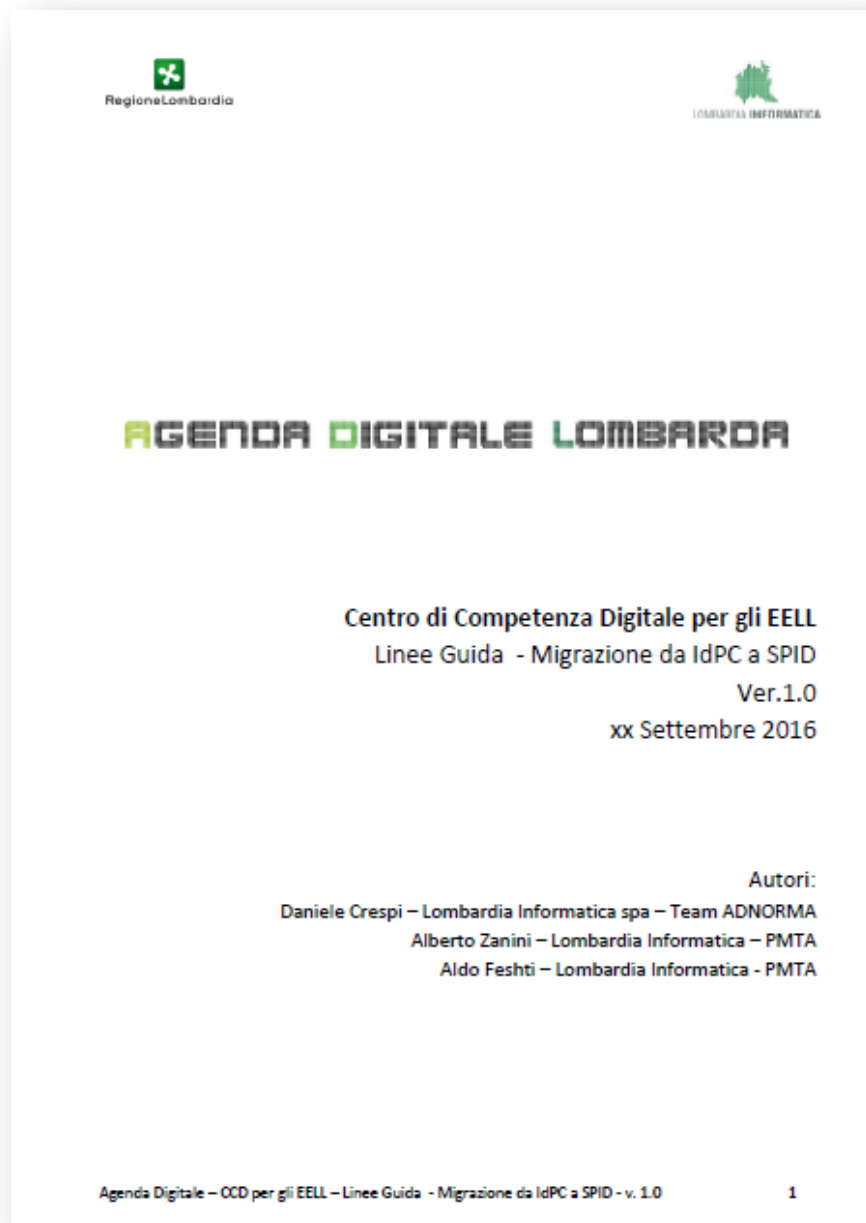 RegioneLombardia
LOMBARDIA INFORMATICA
AGENDA DIGITALE LOMBARDA
Centro di Competenza Digitale per gli EELL
Linee Guida - Migrazione da IdPC a SPID
Ver.1.0
xx Settembre 2016
Autori:
Daniele Crespi – Lombardia Informatica spa – Team ADNORMA
Alberto Zanini – Lombardia Informatica – PMTA
Aldo Feshti – Lombardia Informatica - PMTA
Agenda Digitale – CCD per gli EELL – Linee Guida - Migrazione da IdPC a SPID - v. 1.0 1